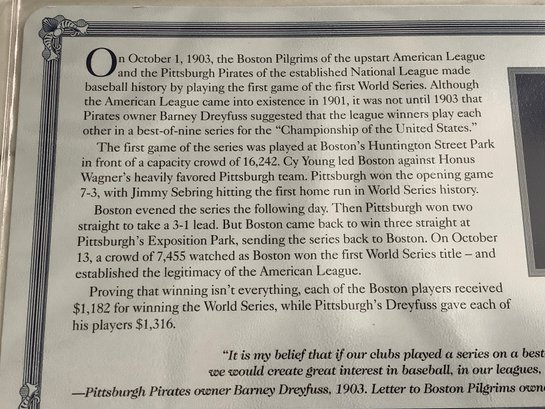 On October 1, 1903, the Boston Pilgrims of the upstart American League
and the Pittsburgh Pirates of the established National League made
baseball history by playing the first game of the first World Series. Although
the American League came into existence in 1901, it was not until 1903 that
Pirates owner Barney Dreyfuss suggested that the league winners play each
other in a best-of-nine series for the “Championship of the United States.”
The first game of the series was played at Boston’s Huntington Street Park
in front of a capacity crowd of 16,242. Cy Young led Boston against Honus
Wagner’s heavily favored Pittsburgh team. Pittsburgh won the opening game
7-3, with Jimmy Sebring hitting the first home run in World Series history.
Boston evened the series the following day. Then Pittsburgh won two
straight to take a 3-1 lead. But Boston came back to win three straight at
Pittsburgh’s Exposition Park, sending the series back to Boston. On October
13, a crowd of 7,455 watched as Boston won the first World Series title – and
established the legitimacy of the American League.
Proving that winning isn’t everything, each of the Boston players received
$1,182 for winning the World Series, while Pittsburgh’s Dreyfuss gave each of
his players $1,316.
“It is my belief that if our clubs played a series on a best
we would create great interest in baseball, in our leagues,
—Pittsburgh Pirates owner Barney Dreyfuss, 1903. Letter to Boston Pilgrims own